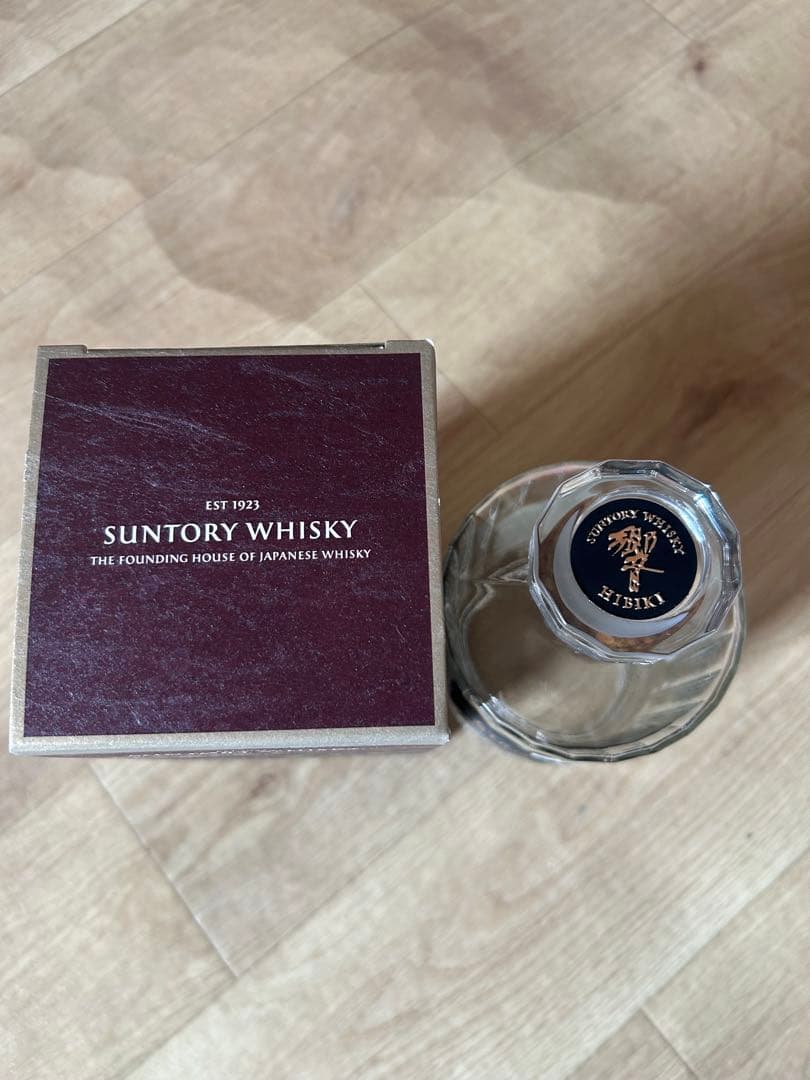 EST 1923
SUNTORY WHISKY
THE FOUNDING HOUSE OF JAPANESE WHISKY
SUNTORY WHISKY
響
HIBIKI